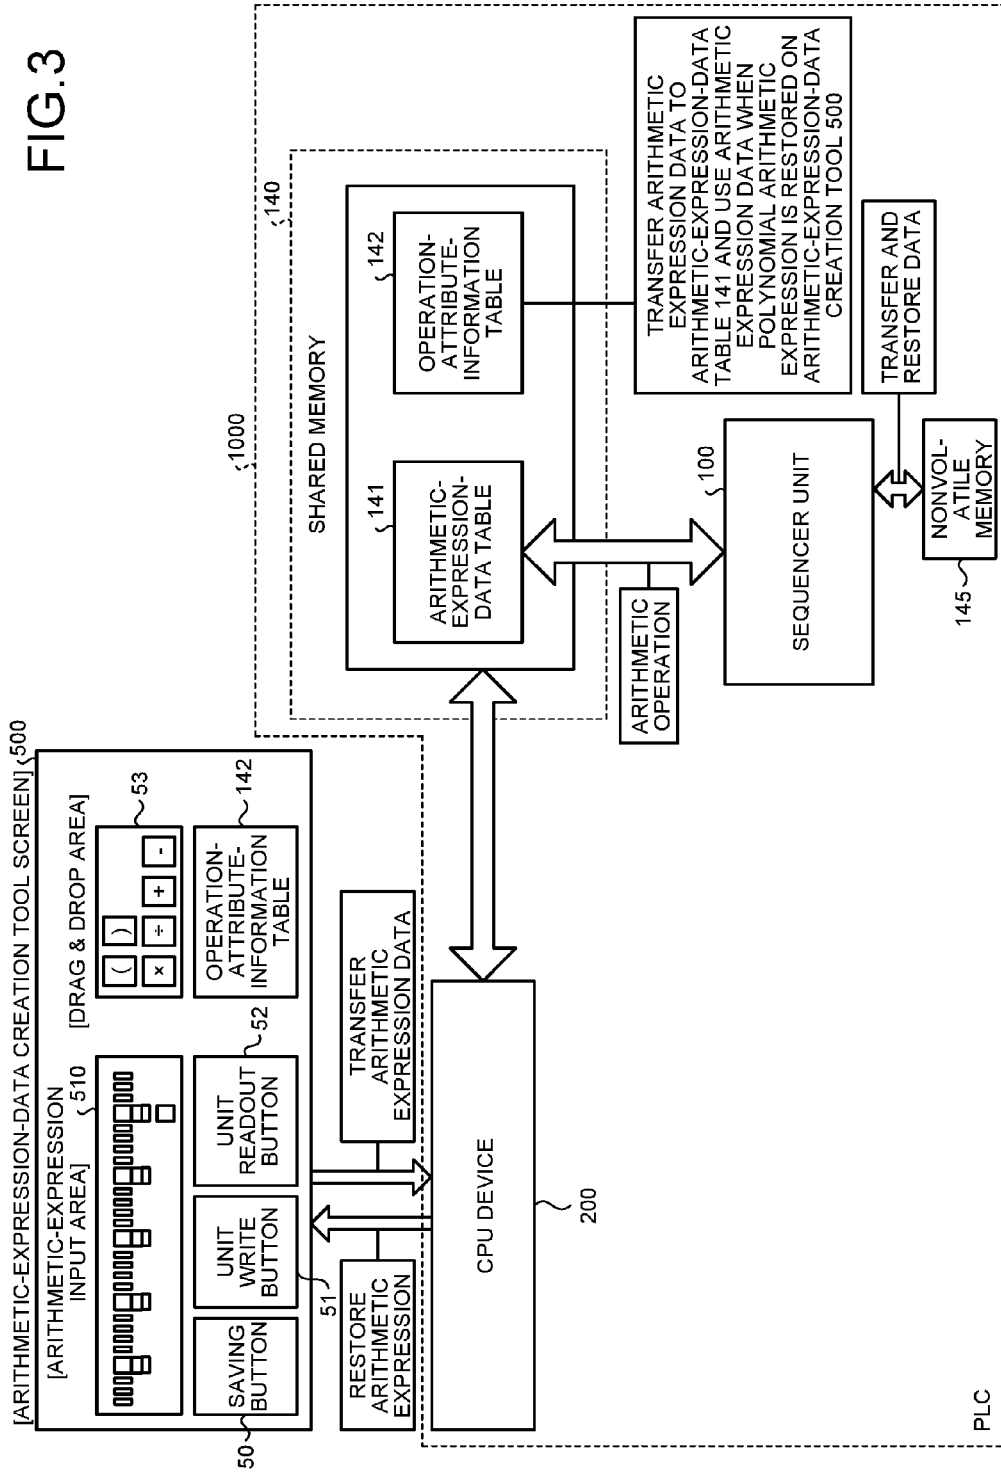 FIG.3
[ARITHMETIC-EXPRESSION-DATA CREATION TOOL SCREEN]
500
[ARITHMETIC-EXPRESSION
INPUT AREA]
510
[DRAG & DROP AREA]
53
( )
× ÷ + -
SAVING
BUTTON
50
UNIT
WRITE
BUTTON
51
UNIT
READOUT
BUTTON
52
OPERATION-
ATTRIBUTE-
INFORMATION
TABLE
142
RESTORE
ARITHMETIC
EXPRESSION
TRANSFER
ARITHMETIC
EXPRESSION DATA
CPU DEVICE
200
1000
140
SHARED MEMORY
ARITHMETIC-
EXPRESSION-
DATA TABLE
141
OPERATION-
ATTRIBUTE-
INFORMATION
TABLE
142
ARITHMETIC
OPERATION
TRANSFER ARITHMETIC
EXPRESSION DATA TO
ARITHMETIC-EXPRESSION-DATA
TABLE 141 AND USE ARITHMETIC
EXPRESSION DATA WHEN
POLYNOMIAL ARITHMETIC
EXPRESSION IS RESTORED ON
ARITHMETIC-EXPRESSION-DATA
CREATION TOOL 500
SEQUENCER UNIT
100
TRANSFER AND
RESTORE DATA
NONVOL-
ATILE
MEMORY
145
PLC